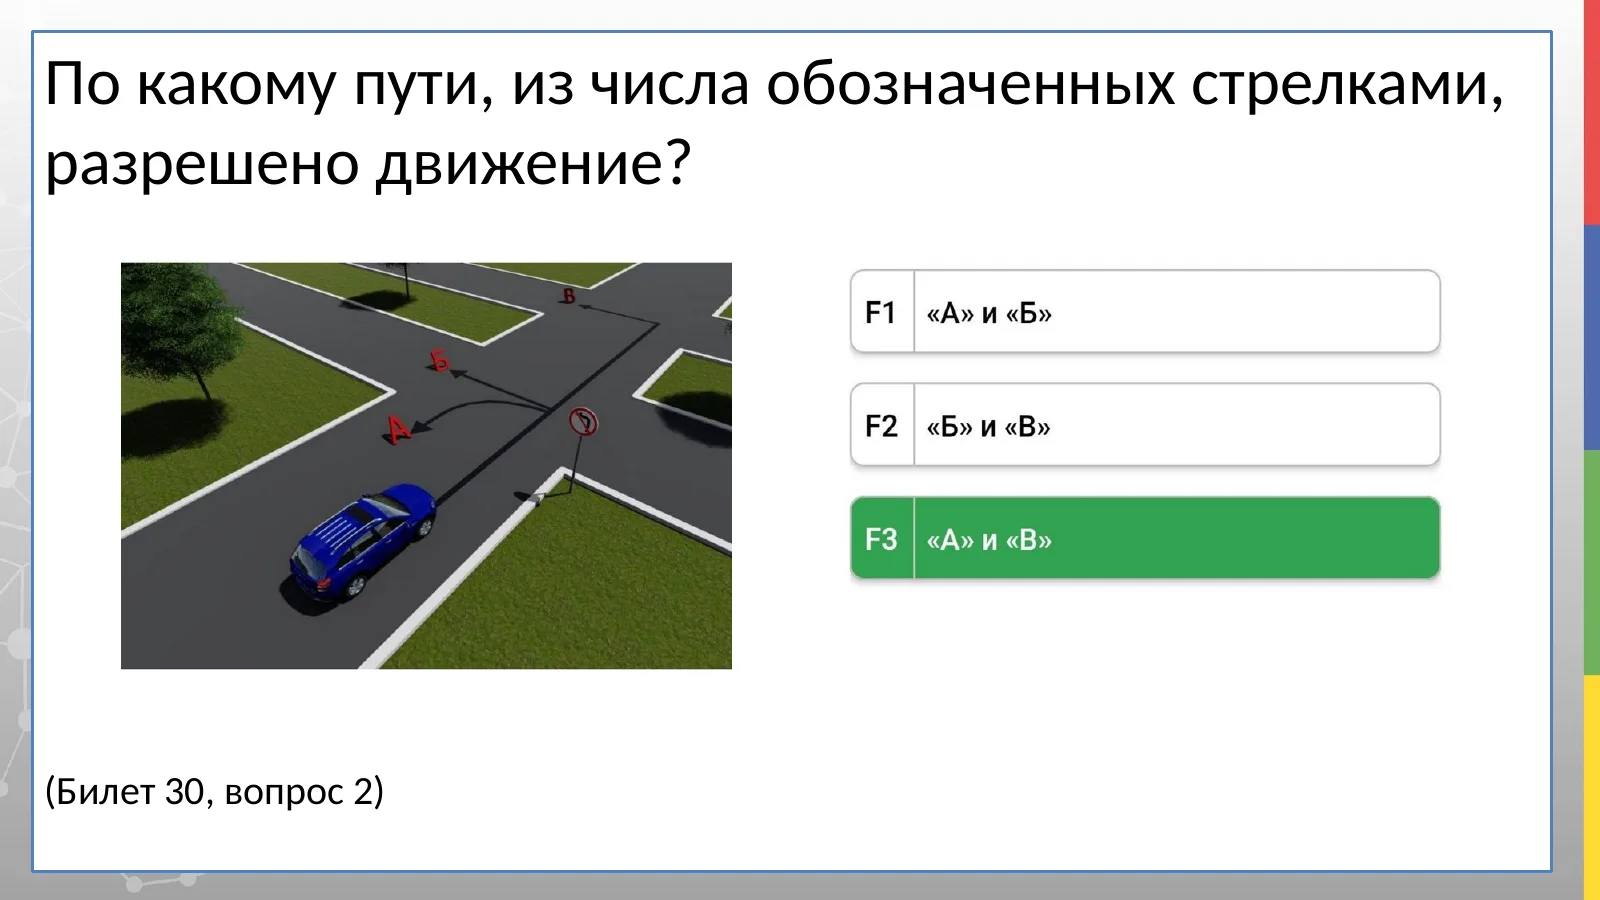 По какому пути, из числа обозначенных стрелками,
разрешено движение?
В
Б
А
F1 «А» и «Б»
F2 «Б» и «В»
F3 «А» и «В»
(Билет 30, вопрос 2)